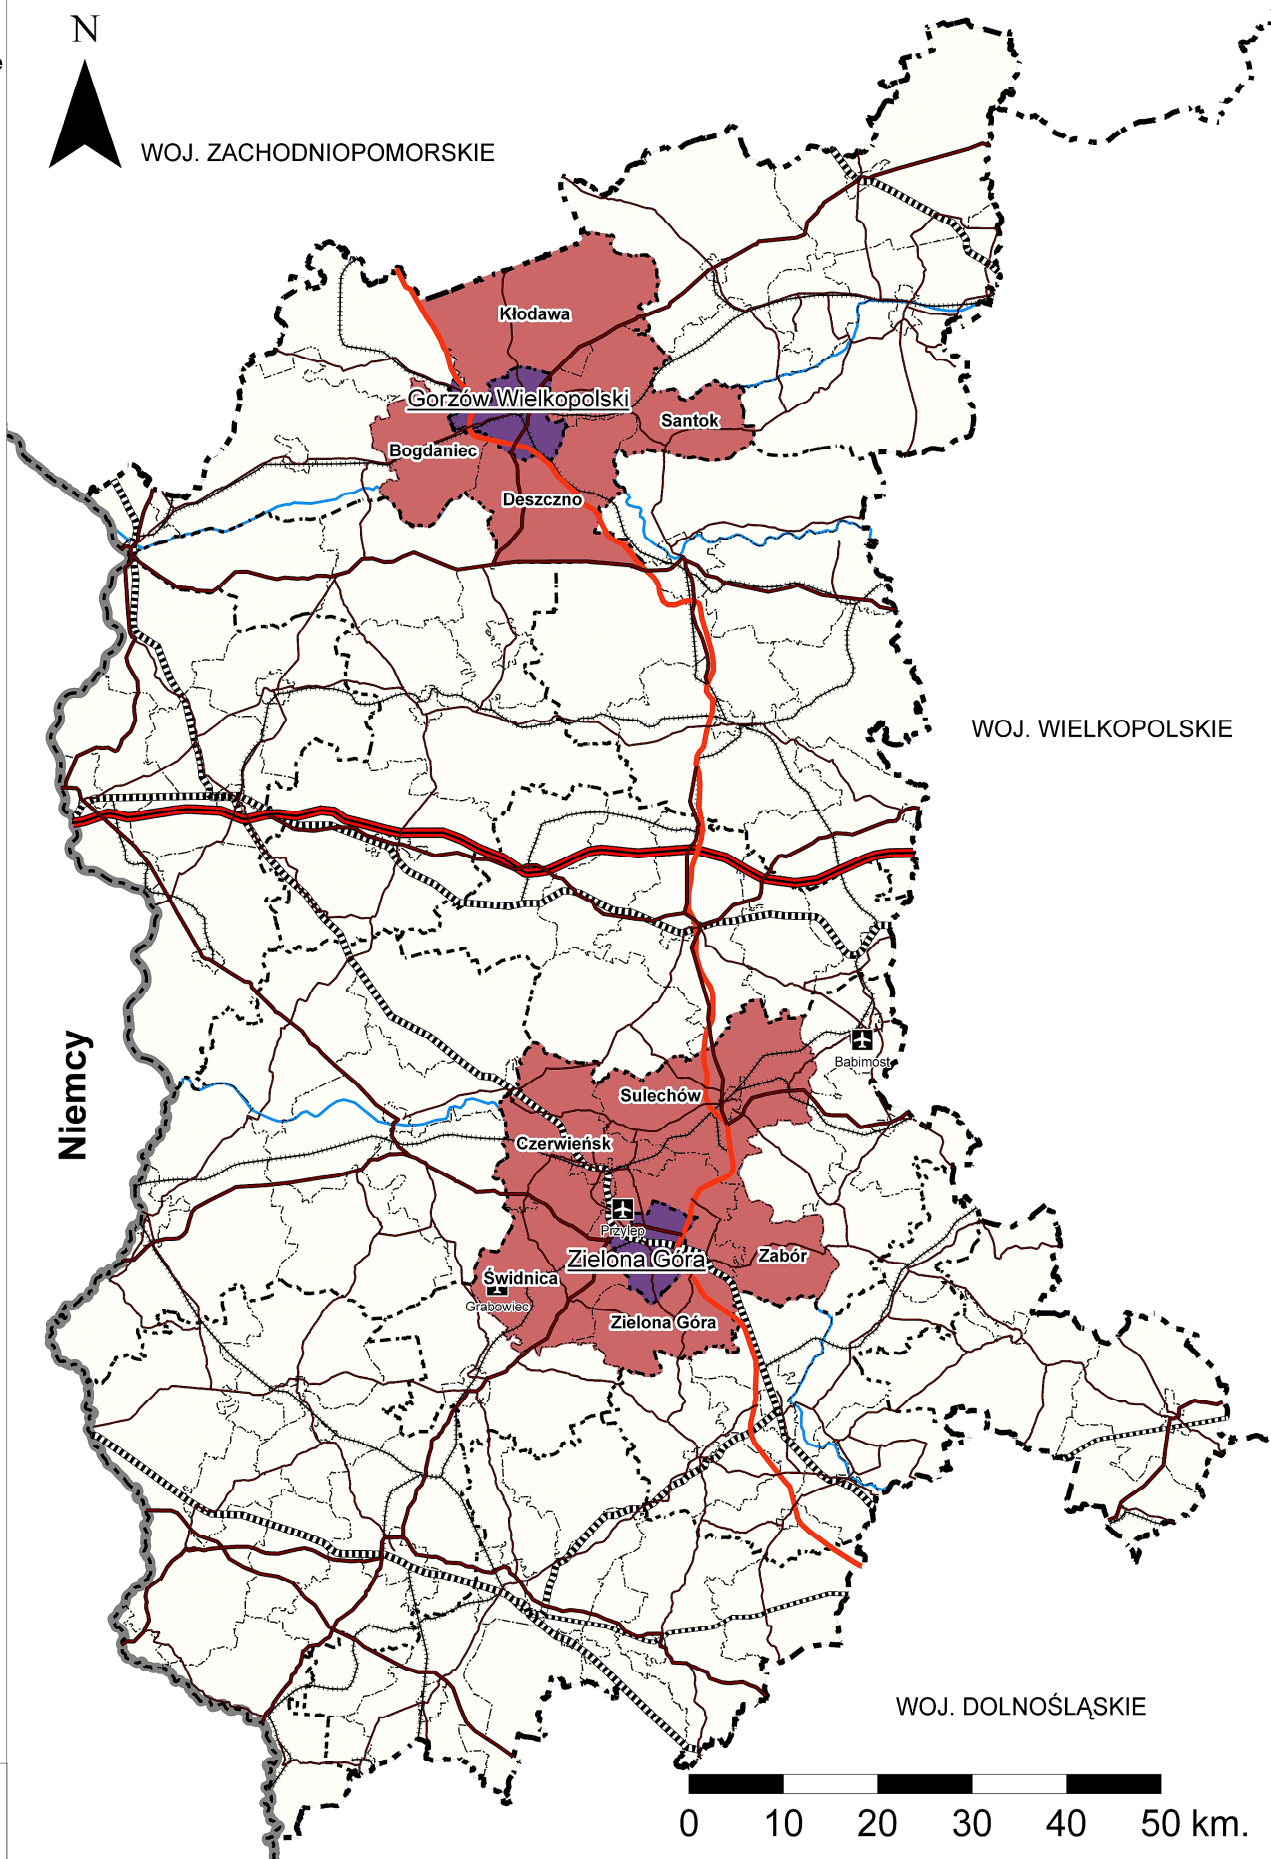 N
WOJ. ZACHODNIOPOMORSKIE
Kłodawa
Gorzów Wielkopolski
Santok
Bogdaniec
Deszczno
WOJ. WIELKOPOLSKIE
Niemcy
Babimost
Sulechów
Czerwieńsk
Przylep
Zielona Góra
Zabór
Świdnica
Grabowiec
Zielona Góra
WOJ. DOLNOŚLĄSKIE
0 10 20 30 40 50 km.